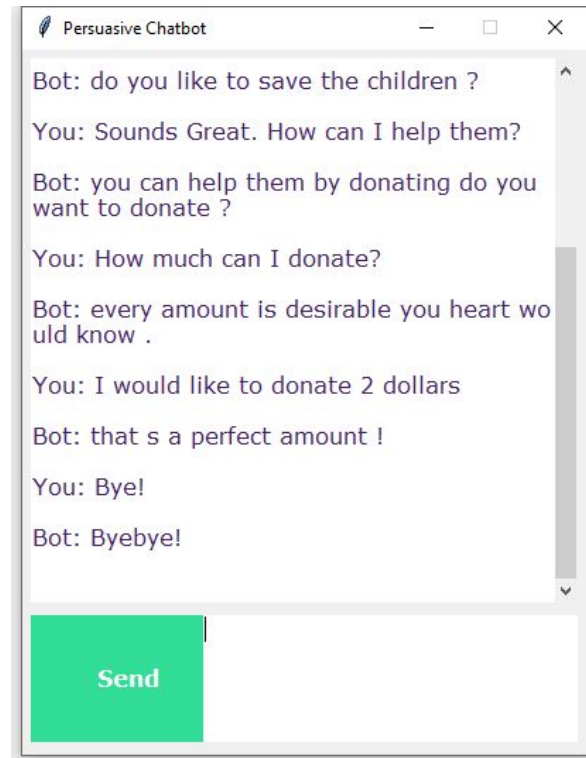 Persuasive Chatbot
Bot: do you like to save the children ?
You: Sounds Great. How can I help them?
Bot: you can help them by donating do you
want to donate ?
You: How much can I donate?
Bot: every amount is desirable you heart wo
uld know .
You: I would like to donate 2 dollars
Bot: that s a perfect amount !
You: Bye!
Bot: Byebye!
Send